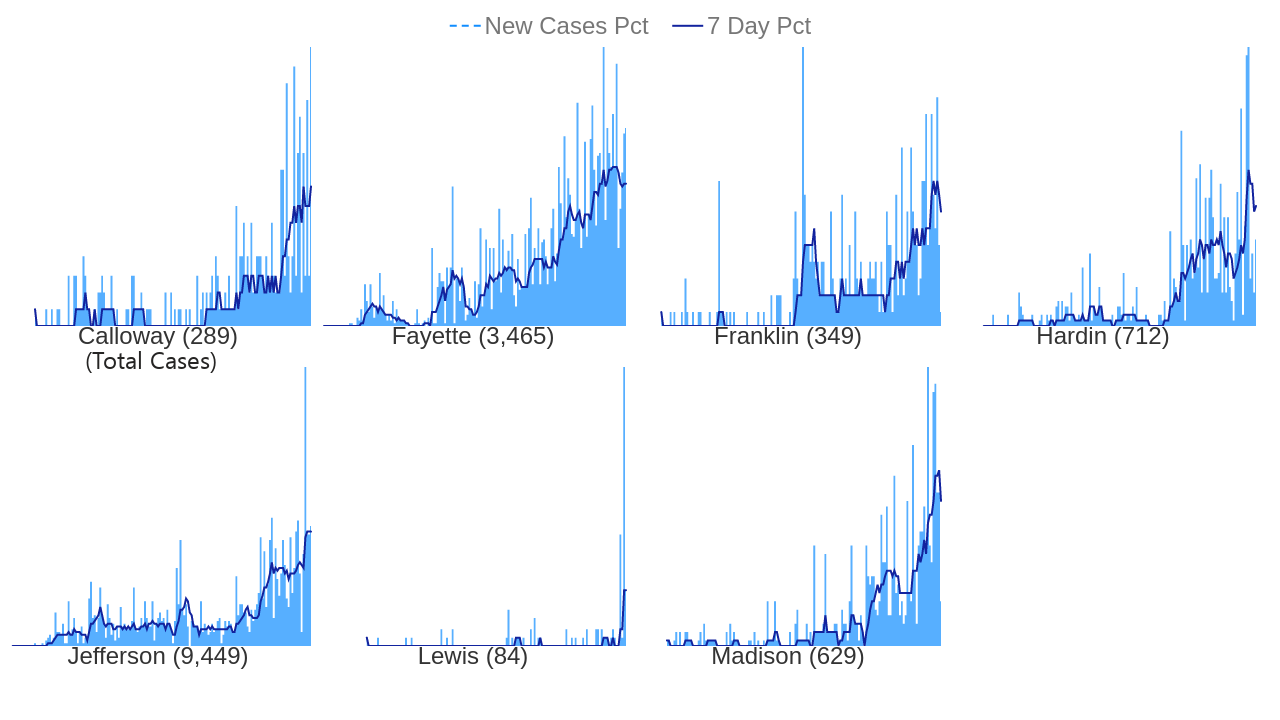 New Cases Pct 7 Day Pct
Calloway (289)
(Total Cases)
Fayette (3,465)
Franklin (349)
Hardin (712)
Jefferson (9,449)
Lewis (84)
Madison (629)